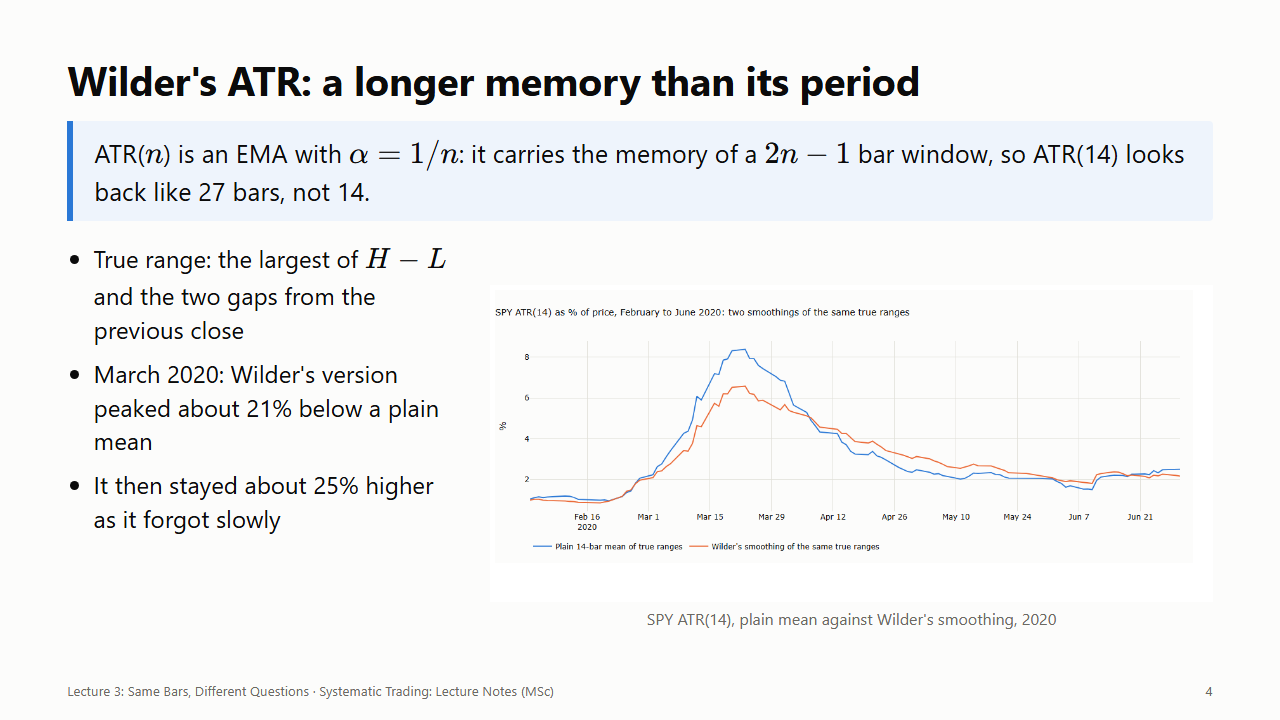 Wilder's ATR: a longer memory than its period
ATR(n) is an EMA with α = 1/n: it carries the memory of a 2n − 1 bar window, so ATR(14) looks
back like 27 bars, not 14.
• True range: the largest of H − L
and the two gaps from the
previous close
• March 2020: Wilder's version
peaked about 21% below a plain
mean
• It then stayed about 25% higher
as it forgot slowly
SPY ATR(14) as % of price, February to June 2020: two smoothings of the same true ranges
8
6
4
2
%
Feb 16 Mar 1 Mar 15 Mar 29 Apr 12 Apr 26 May 10 May 24 Jun 7 Jun 21
2020
Plain 14-bar mean of true ranges Wilder's smoothing of the same true ranges
SPY ATR(14), plain mean against Wilder's smoothing, 2020
Lecture 3: Same Bars, Different Questions · Systematic Trading: Lecture Notes (MSc) 4